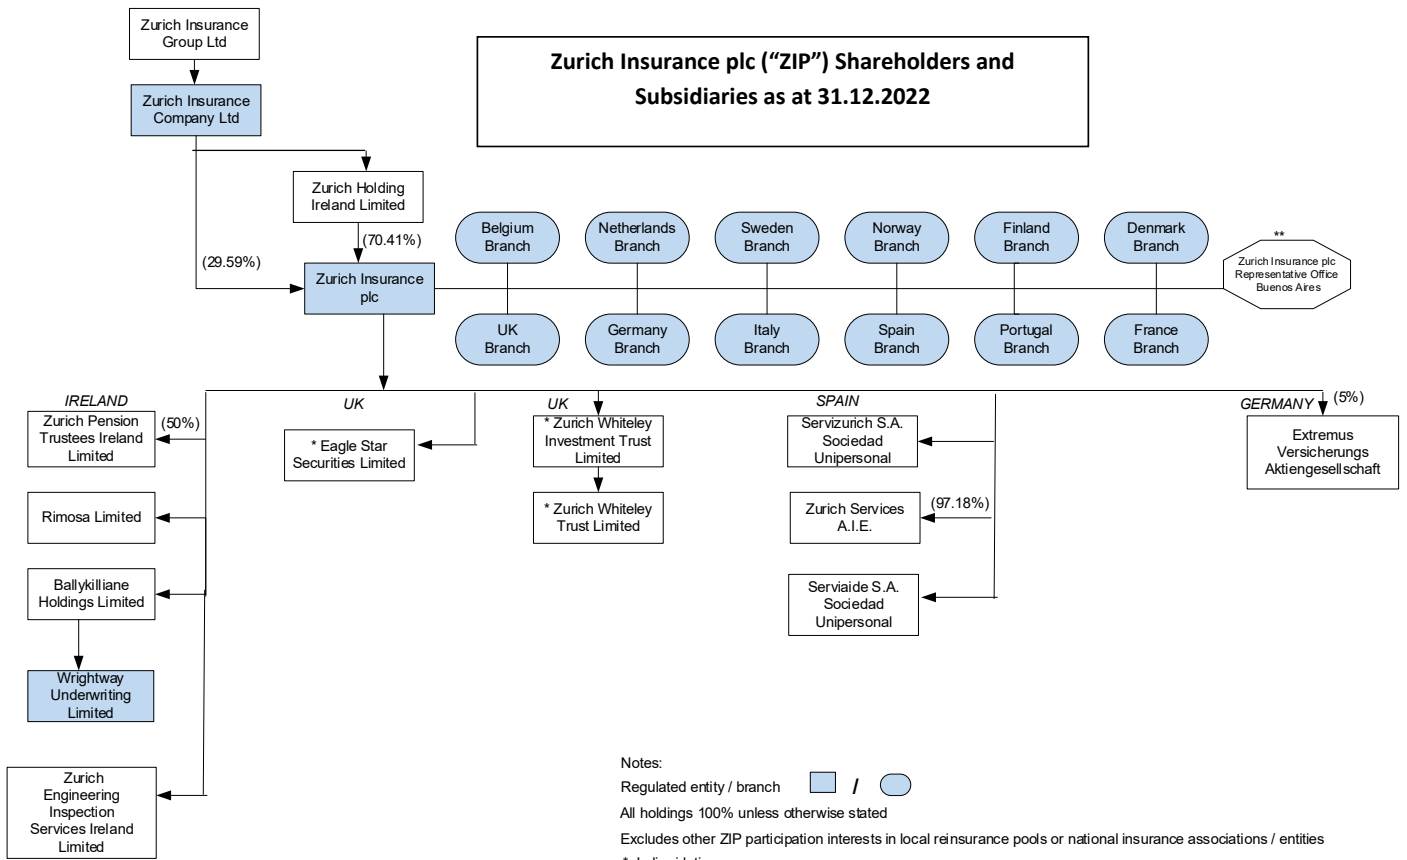 Zurich Insurance
Group Ltd
Zurich Insurance plc (“ZIP”) Shareholders and
Subsidiaries as at 31.12.2022
Zurich Insurance
Company Ltd
Zurich Holding
Ireland Limited
(70.41%)
(29.59%)
Zurich Insurance
plc
Belgium
Branch
Netherlands
Branch
Sweden
Branch
Norway
Branch
Finland
Branch
Denmark
Branch
**
Zurich Insurance plc
Representative Office
Buenos Aires
UK
Branch
Germany
Branch
Italy
Branch
Spain
Branch
Portugal
Branch
France
Branch
IRELAND
Zurich Pension
Trustees Ireland
Limited
(50%)
Rimosa Limited
Ballykilliane
Holdings Limited
Wrightway
Underwriting
Limited
Zurich
Engineering
Inspection
Services Ireland
Limited
UK
* Eagle Star
Securities Limited
UK
* Zurich Whiteley
Investment Trust
Limited
* Zurich Whiteley
Trust Limited
SPAIN
Servizurich S.A.
Sociedad
Unipersonal
Zurich Services
A.I.E.
(97.18%)
Serviaide S.A.
Sociedad
Unipersonal
GERMANY
(5%)
Extremus
Versicherungs
Aktiengesellschaft
Notes:
Regulated entity / branch /
All holdings 100% unless otherwise stated
Excludes other ZIP participation interests in local reinsurance pools or national insurance associations / entities